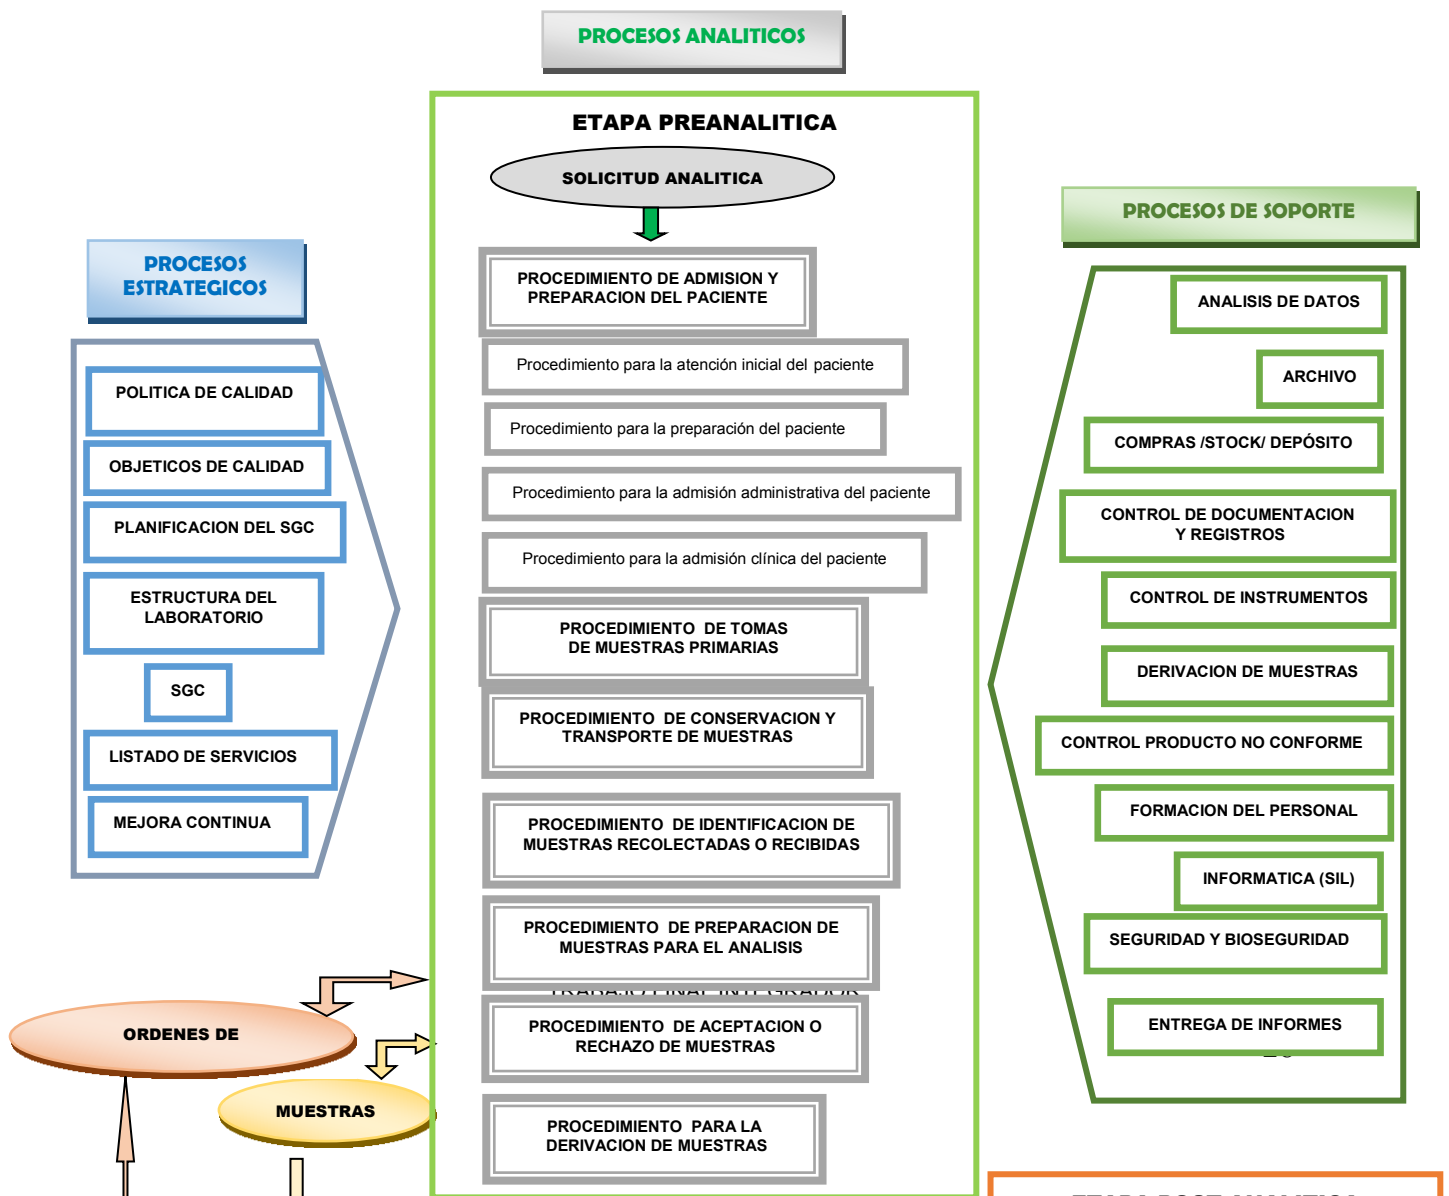 PROCESOS ANALITICOS
ETAPA PREANALITICA
SOLICITUD ANALITICA
PROCEDIMIENTO DE ADMISION Y
PREPARACION DEL PACIENTE
Procedimiento para la atención inicial del paciente
Procedimiento para la preparación del paciente
Procedimiento para la admisión administrativa del paciente
Procedimiento para la admisión clínica del paciente
PROCEDIMIENTO DE TOMAS
DE MUESTRAS PRIMARIAS
PROCEDIMIENTO DE CONSERVACION Y
TRANSPORTE DE MUESTRAS
PROCEDIMIENTO DE IDENTIFICACION DE
MUESTRAS RECOLECTADAS O RECIBIDAS
PROCEDIMIENTO DE PREPARACION DE
MUESTRAS PARA EL ANALISIS
TRABAJO FINAL INTEGRADOR
PROCEDIMIENTO DE ACEPTACION O
RECHAZO DE MUESTRAS
PROCEDIMIENTO PARA LA
DERIVACION DE MUESTRAS
PROCESOS
ESTRATEGICOS
POLITICA DE CALIDAD
OBJETICOS DE CALIDAD
PLANIFICACION DEL SGC
ESTRUCTURA DEL
LABORATORIO
SGC
LISTADO DE SERVICIOS
MEJORA CONTINUA
ORDENES DE
MUESTRAS
PROCESOS DE SOPORTE
ANALISIS DE DATOS
ARCHIVO
COMPRAS /STOCK/ DEPÓSITO
CONTROL DE DOCUMENTACION
Y REGISTROS
CONTROL DE INSTRUMENTOS
DERIVACION DE MUESTRAS
CONTROL PRODUCTO NO CONFORME
FORMACION DEL PERSONAL
INFORMATICA (SIL)
SEGURIDAD Y BIOSEGURIDAD
ENTREGA DE INFORMES
ETAPA POST ANALITICA